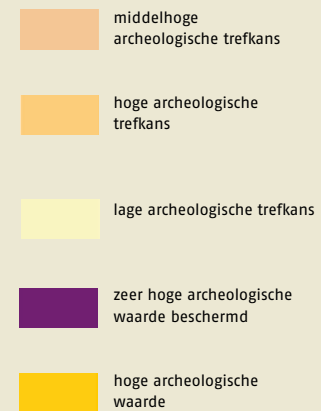 middelhoge
archeologische trefkans
hoge archeologische
trefkans
lage archeologische trefkans
zeer hoge archeologische
waarde beschermd
hoge archeologische
waarde